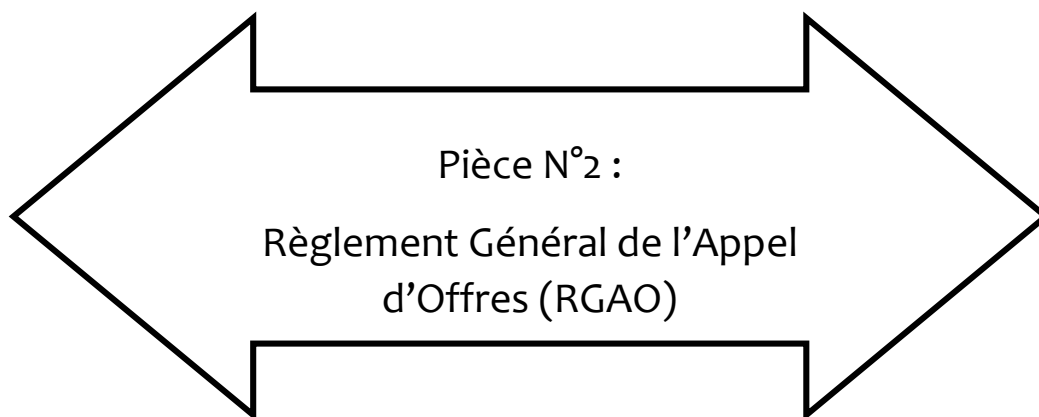 Pièce N°2 :
Règlement Général de l’Appel
d’Offres (RGAO)